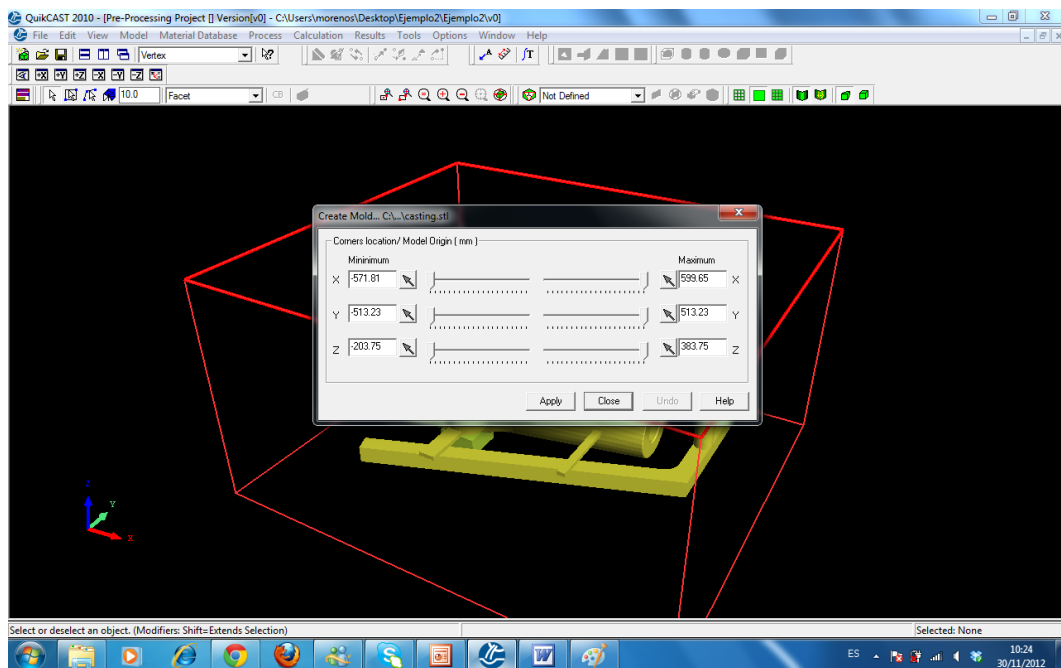 QuikCAST 2010 - [Pre-Processing Project [] Version[v0] - C:\Users\morenos\Desktop\Ejemplo2\Ejemplo2\v0]
File Edit View Model Material Database Process Calculation Results Tools Options Window Help
Vertex
+X +Y +Z -X -Y -Z
10.0 Facet CB Not Defined
Create Mold... C:\...\casting.stl
Corners location/ Model Origin ( mm )
Mininimum Maximum
X -571.81 599.65 X
Y -513.23 513.23 Y
Z -203.75 383.75 Z
Apply Close Undo Help
Z
Y
X
Select or deselect an object. (Modifiers: Shift=Extends Selection) Selected: None
ES 10:24
30/11/2012